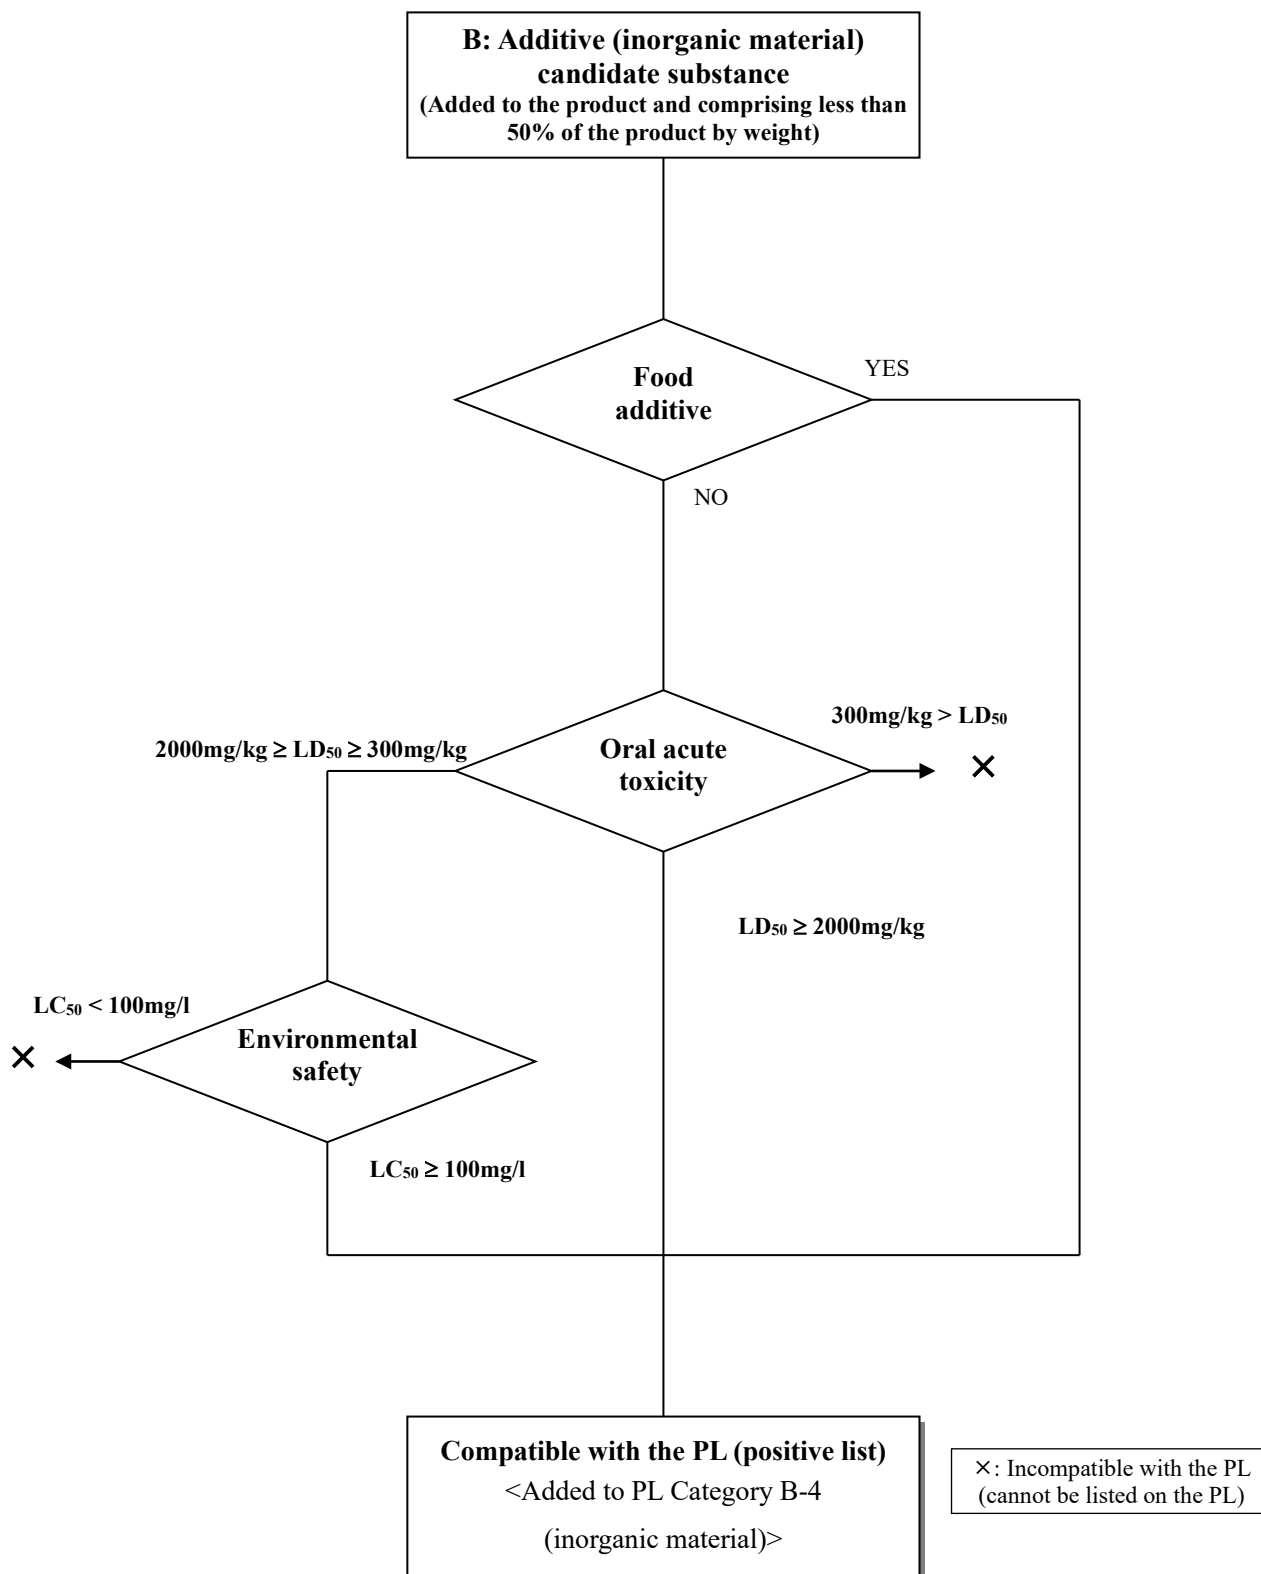 B: Additive (inorganic material)
candidate substance
(Added to the product and comprising less than
50% of the product by weight)
Food
additive
YES
NO
300mg/kg > LD₅₀
2000mg/kg ≥ LD₅₀ ≥ 300mg/kg
Oral acute
toxicity
×
LD₅₀ ≥ 2000mg/kg
LC₅₀ < 100mg/l
Environmental
safety
×
LC₅₀ ≥ 100mg/l
Compatible with the PL (positive list)
<Added to PL Category B-4
(inorganic material)>
×: Incompatible with the PL
(cannot be listed on the PL)